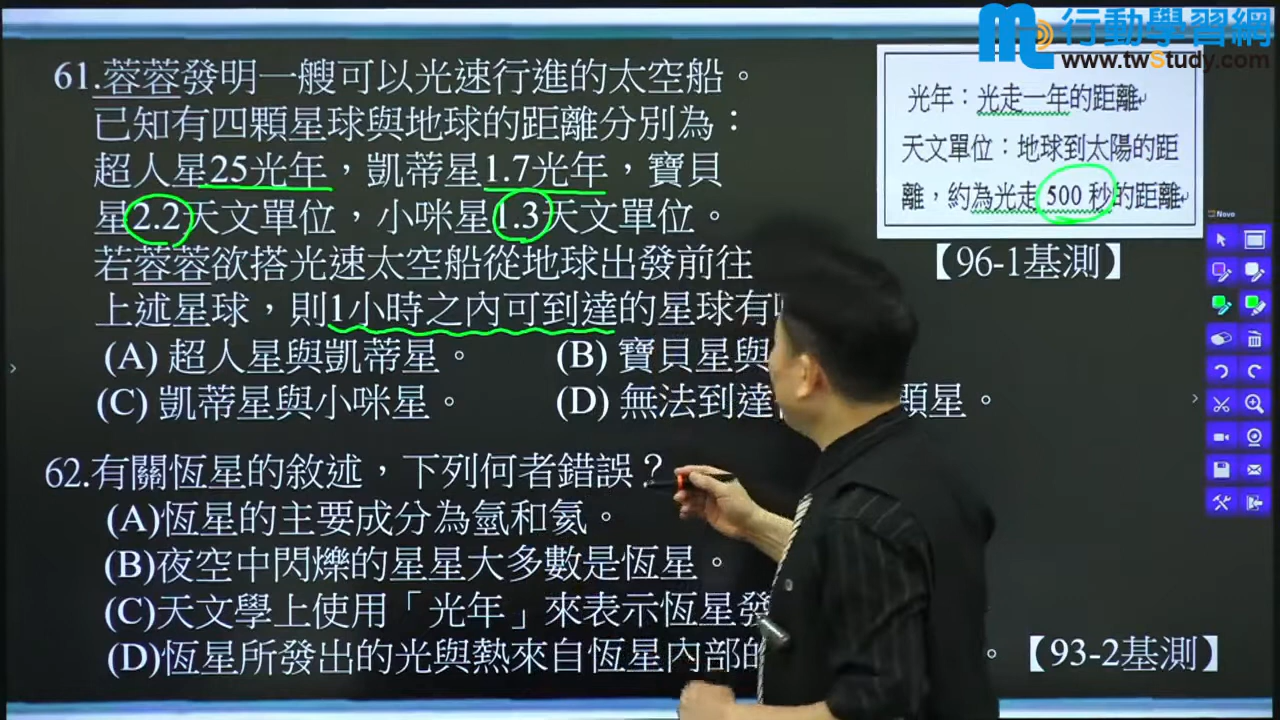 行動學習網
www.twStudy.com
61.蓉蓉發明一艘可以光速行進的太空船。
已知有四顆星球與地球的距離分別為：
超人星25光年，凱蒂星1.7光年，寶貝
星2.2天文單位，小咪星1.3天文單位。
若蓉蓉欲搭光速太空船從地球出發前往
上述星球，則1小時之內可到達的星球有
(A) 超人星與凱蒂星。
(B) 寶貝星與
(C) 凱蒂星與小咪星。
(D) 無法到達
顆星。
光年：光走一年的距離
天文單位：地球到太陽的距
離，約為光走 500 秒的距離
【96-1基測】
62.有關恆星的敘述，下列何者錯誤？
(A)恆星的主要成分為氫和氦。
(B)夜空中閃爍的星星大多數是恆星。
(C)天文學上使用「光年」來表示恆星發
(D)恆星所發出的光與熱來自恆星內部的
。【93-2基測】
Novo